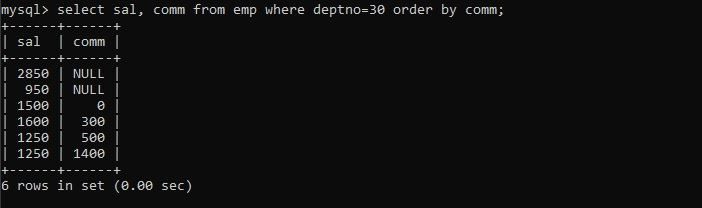 mysql> select sal, comm from emp where deptno=30 order by comm;
+------+------+
| sal  | comm |
+------+------+
| 2850 | NULL |
|  950 | NULL |
| 1500 |    0 |
| 1600 |  300 |
| 1250 |  500 |
| 1250 | 1400 |
+------+------+
6 rows in set (0.00 sec)